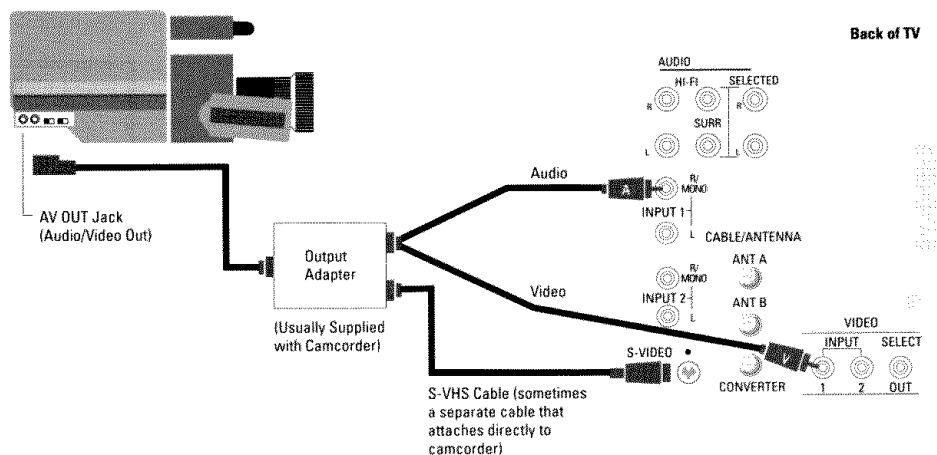 Back of TV
AUDIO
HI-FI
SELECTED
R
R
SURR
L
L
Audio
A
R/
MONO
INPUT 1
L
AV OUT Jack
(Audio/Video Out)
CABLE/ANTENNA
Output
Adapter
ANT A
R/
MONO
Video
INPUT 2
L
ANT B
(Usually Supplied
with Camcorder)
VIDEO
INPUT
SELECT
S-VIDEO
V
CONVERTER
1
2
OUT
S-VHS Cable (sometimes
a separate cable that
attaches directly to
camcorder)